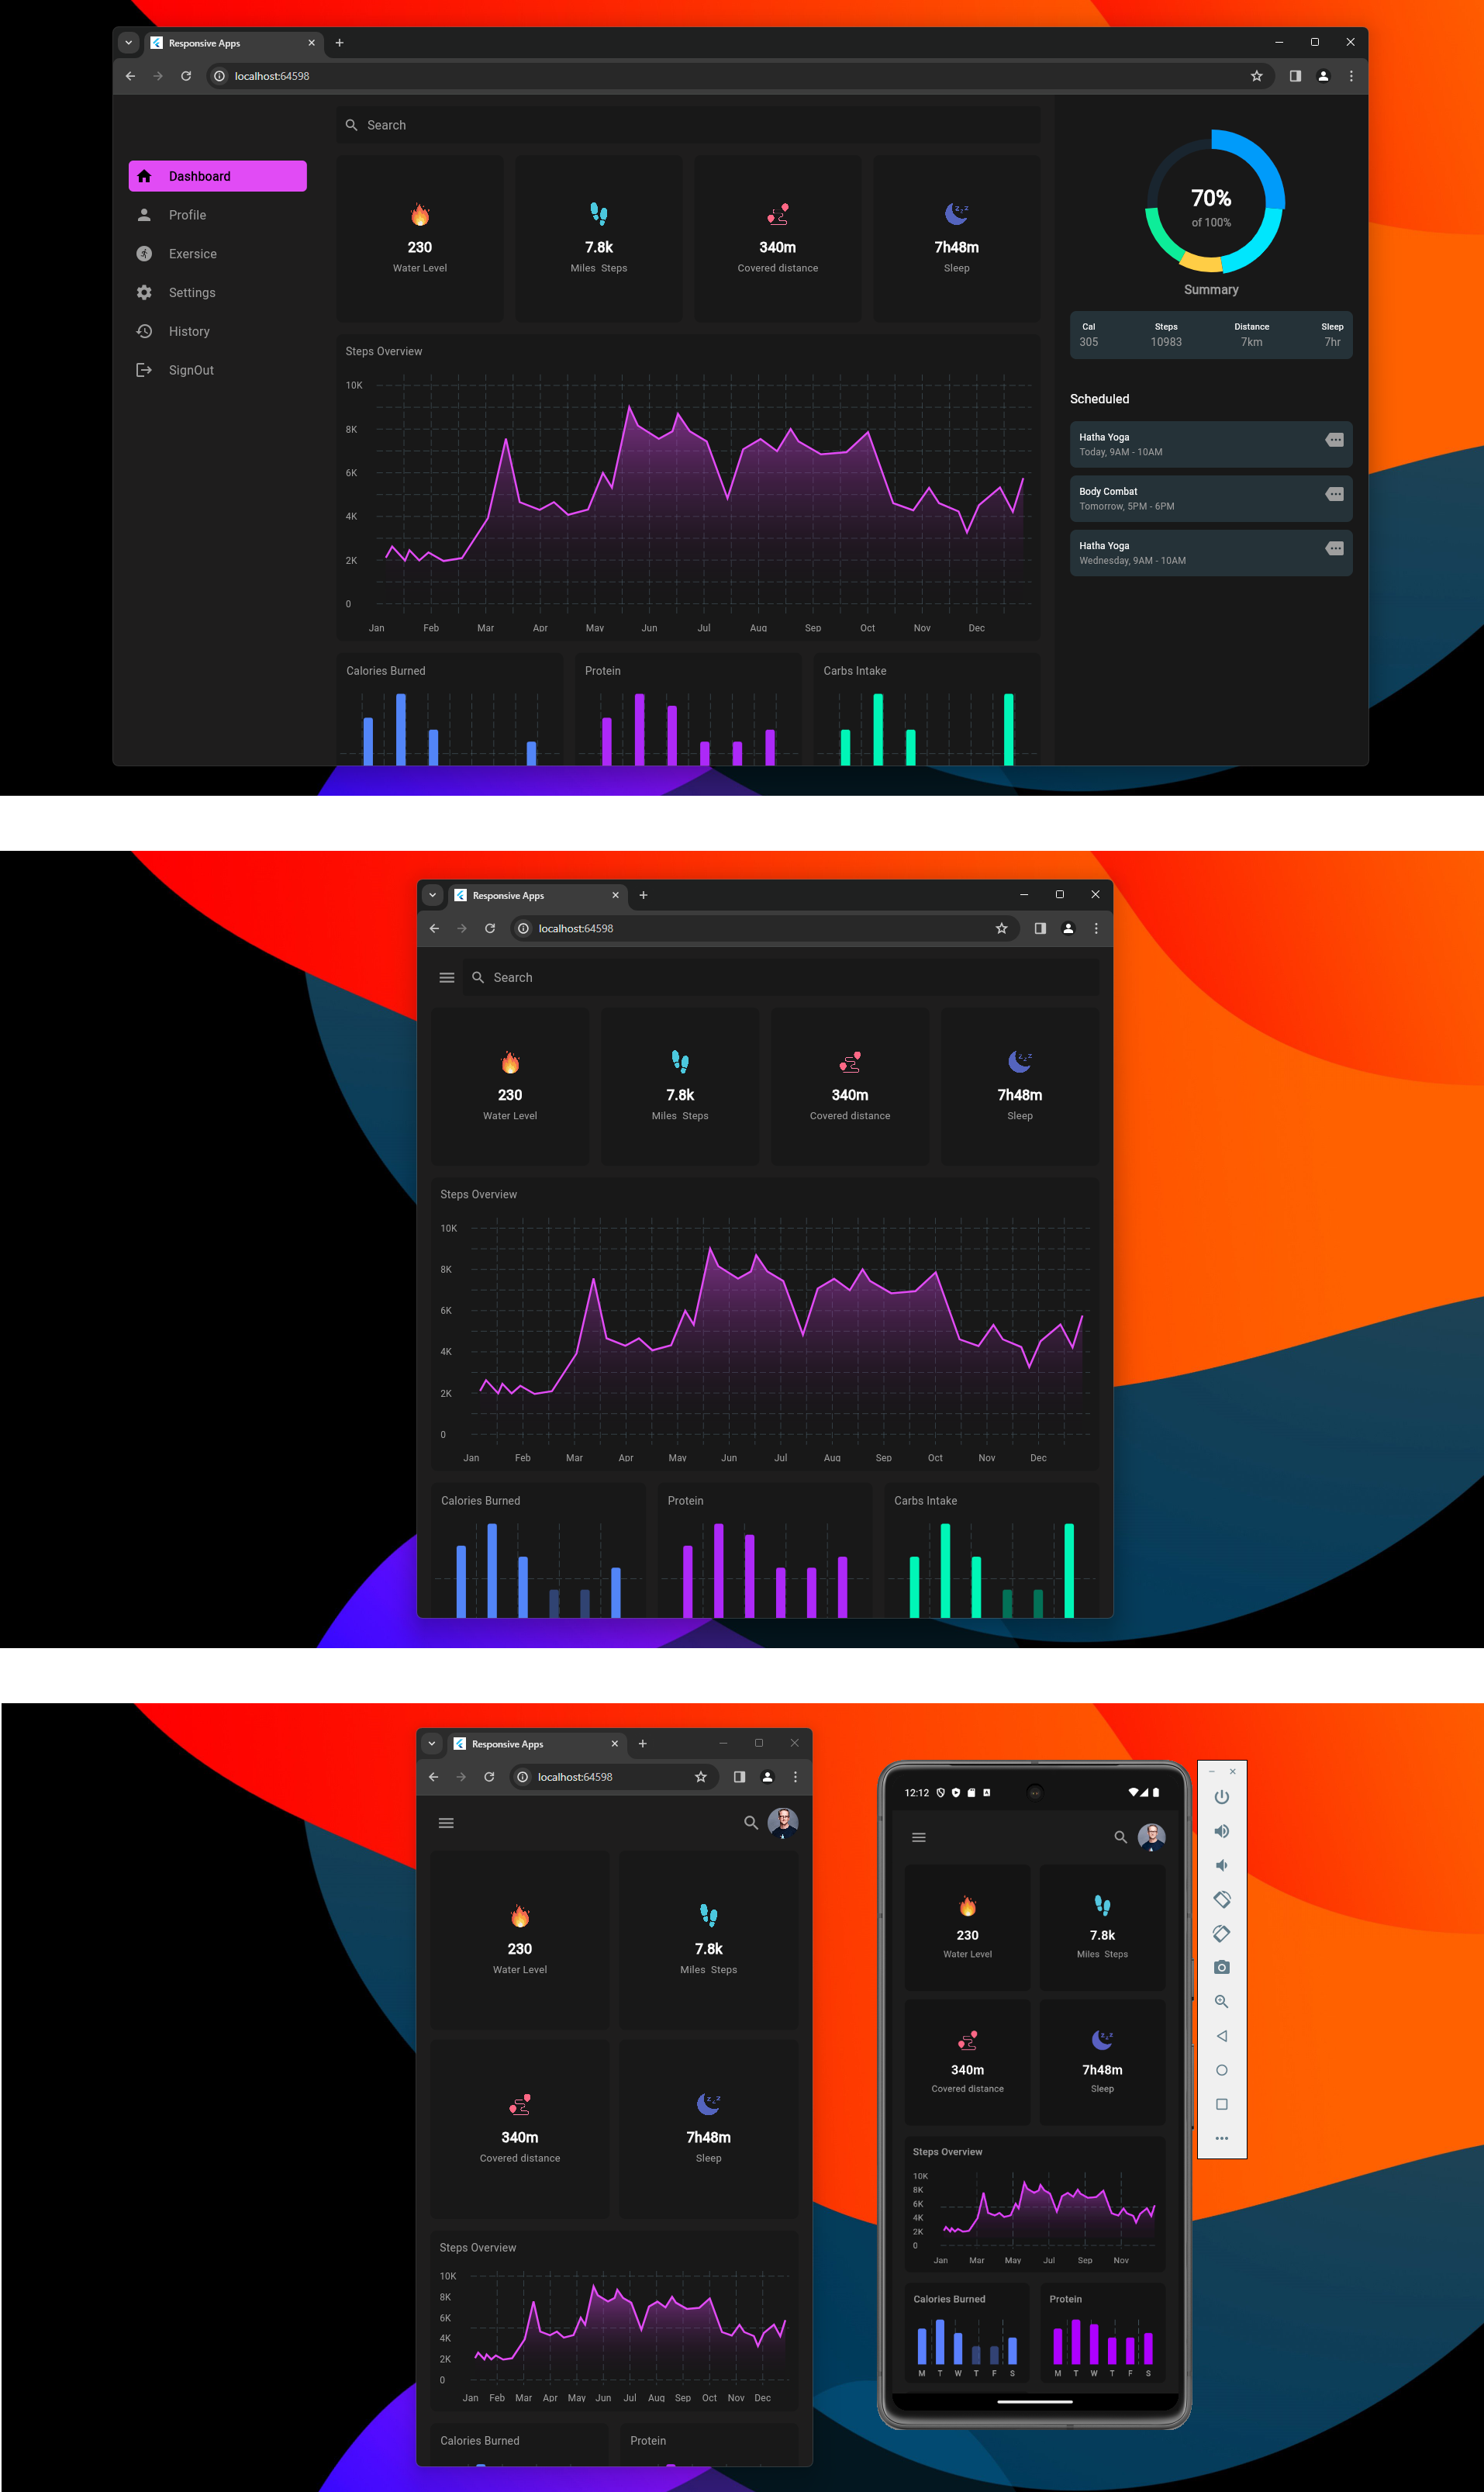 Responsive Apps
localhost:64598
Search
Dashboard
Profile
Exersice
Settings
History
SignOut
230
Water Level
7.8k
Miles Steps
340m
Covered distance
7h48m
Sleep
70%
of 100%
Summary
Cal Steps Distance Sleep
305 10983 7km 7hr
Scheduled
Hatha Yoga
Today, 9AM - 10AM
Body Combat
Tomorrow, 5PM - 6PM
Hatha Yoga
Wednesday, 9AM - 10AM
Steps Overview
10K
8K
6K
4K
2K
0
Jan Feb Mar Apr May Jun Jul Aug Sep Oct Nov Dec
Calories Burned Protein Carbs Intake
Responsive Apps
localhost:64598
Search
230
Water Level
7.8k
Miles Steps
340m
Covered distance
7h48m
Sleep
Steps Overview
10K
8K
6K
4K
2K
0
Jan Feb Mar Apr May Jun Jul Aug Sep Oct Nov Dec
Calories Burned Protein Carbs Intake
Responsive Apps
localhost:64598
230
Water Level
7.8k
Miles Steps
340m
Covered distance
7h48m
Sleep
Steps Overview
10K
8K
6K
4K
2K
0
Jan Feb Mar Apr May Jun Jul Aug Sep Oct Nov Dec
Calories Burned Protein
12:12
230
Water Level
7.8k
Miles Steps
340m
Covered distance
7h48m
Sleep
Steps Overview
10K
8K
6K
4K
2K
0
Jan Mar May Jul Sep Nov
Calories Burned Protein
M T W T F S M T W T F S